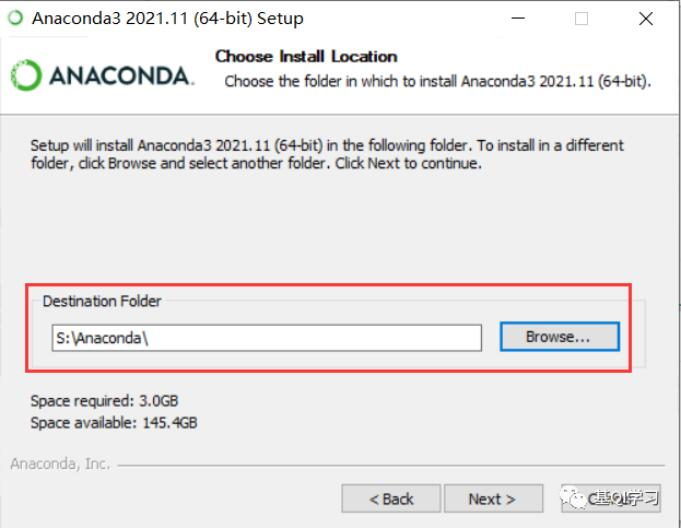 Anaconda3 2021.11 (64-bit) Setup
Choose Install Location
ANACONDA.
Choose the folder in which to install Anaconda3 2021.11 (64-bit).
Setup will install Anaconda3 2021.11 (64-bit) in the following folder. To install in a different
folder, click Browse and select another folder. Click Next to continue.
Destination Folder
S:\Anaconda\
Browse...
Space required: 3.0GB
Space available: 145.4GB
Anaconda, Inc.
< Back
Next >
学习